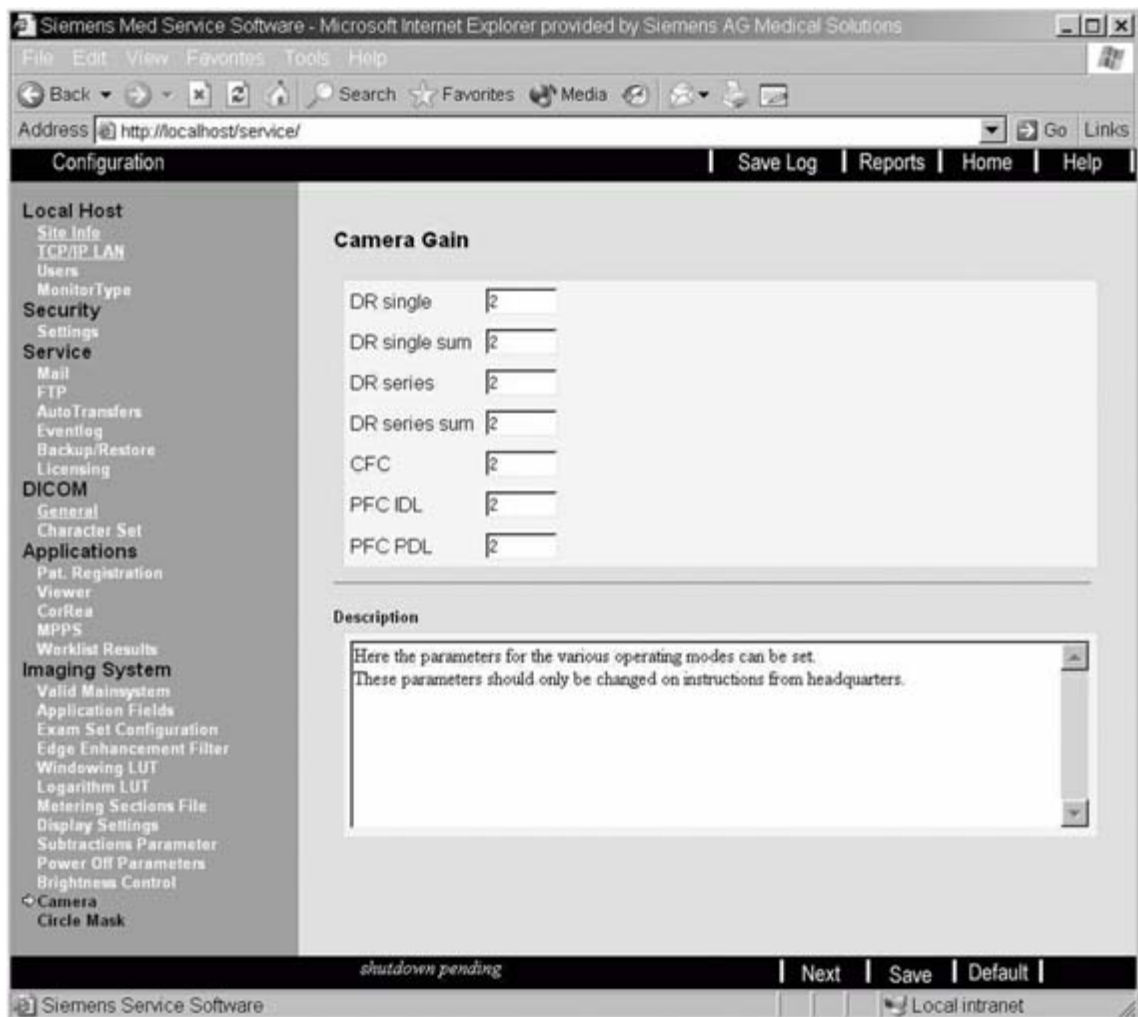 Siemens Med Service Software - Microsoft Internet Explorer provided by Siemens AG Medical Solutions
File Edit View Favorites Tools Help
Back Search Favorites Media
Address http://localhost/service/ Go Links
Configuration Save Log Reports Home Help
Local Host
Site Info
TCP/IP LAN
Users
MonitorType
Security
Settings
Service
Mail
FTP
AutoTransfers
Eventlog
Backup/Restore
Licensing
DICOM
General
Character Set
Applications
Pat. Registration
Viewer
CorRea
MPPS
Worklist Results
Imaging System
Valid Mainsystem
Application Fields
Exam Set Configuration
Edge Enhancement Filter
Windowing LUT
Logarithm LUT
Metering Sections File
Display Settings
Subtractions Parameter
Power Off Parameters
Brightness Control
Camera
Circle Mask
Camera Gain
DR single 2
DR single sum 2
DR series 2
DR series sum 2
CFC 2
PFC IDL 2
PFC PDL 2
Description
Here the parameters for the various operating modes can be set.
These parameters should only be changed on instructions from headquarters.
shutdown pending Next Save Default
Siemens Service Software Local intranet